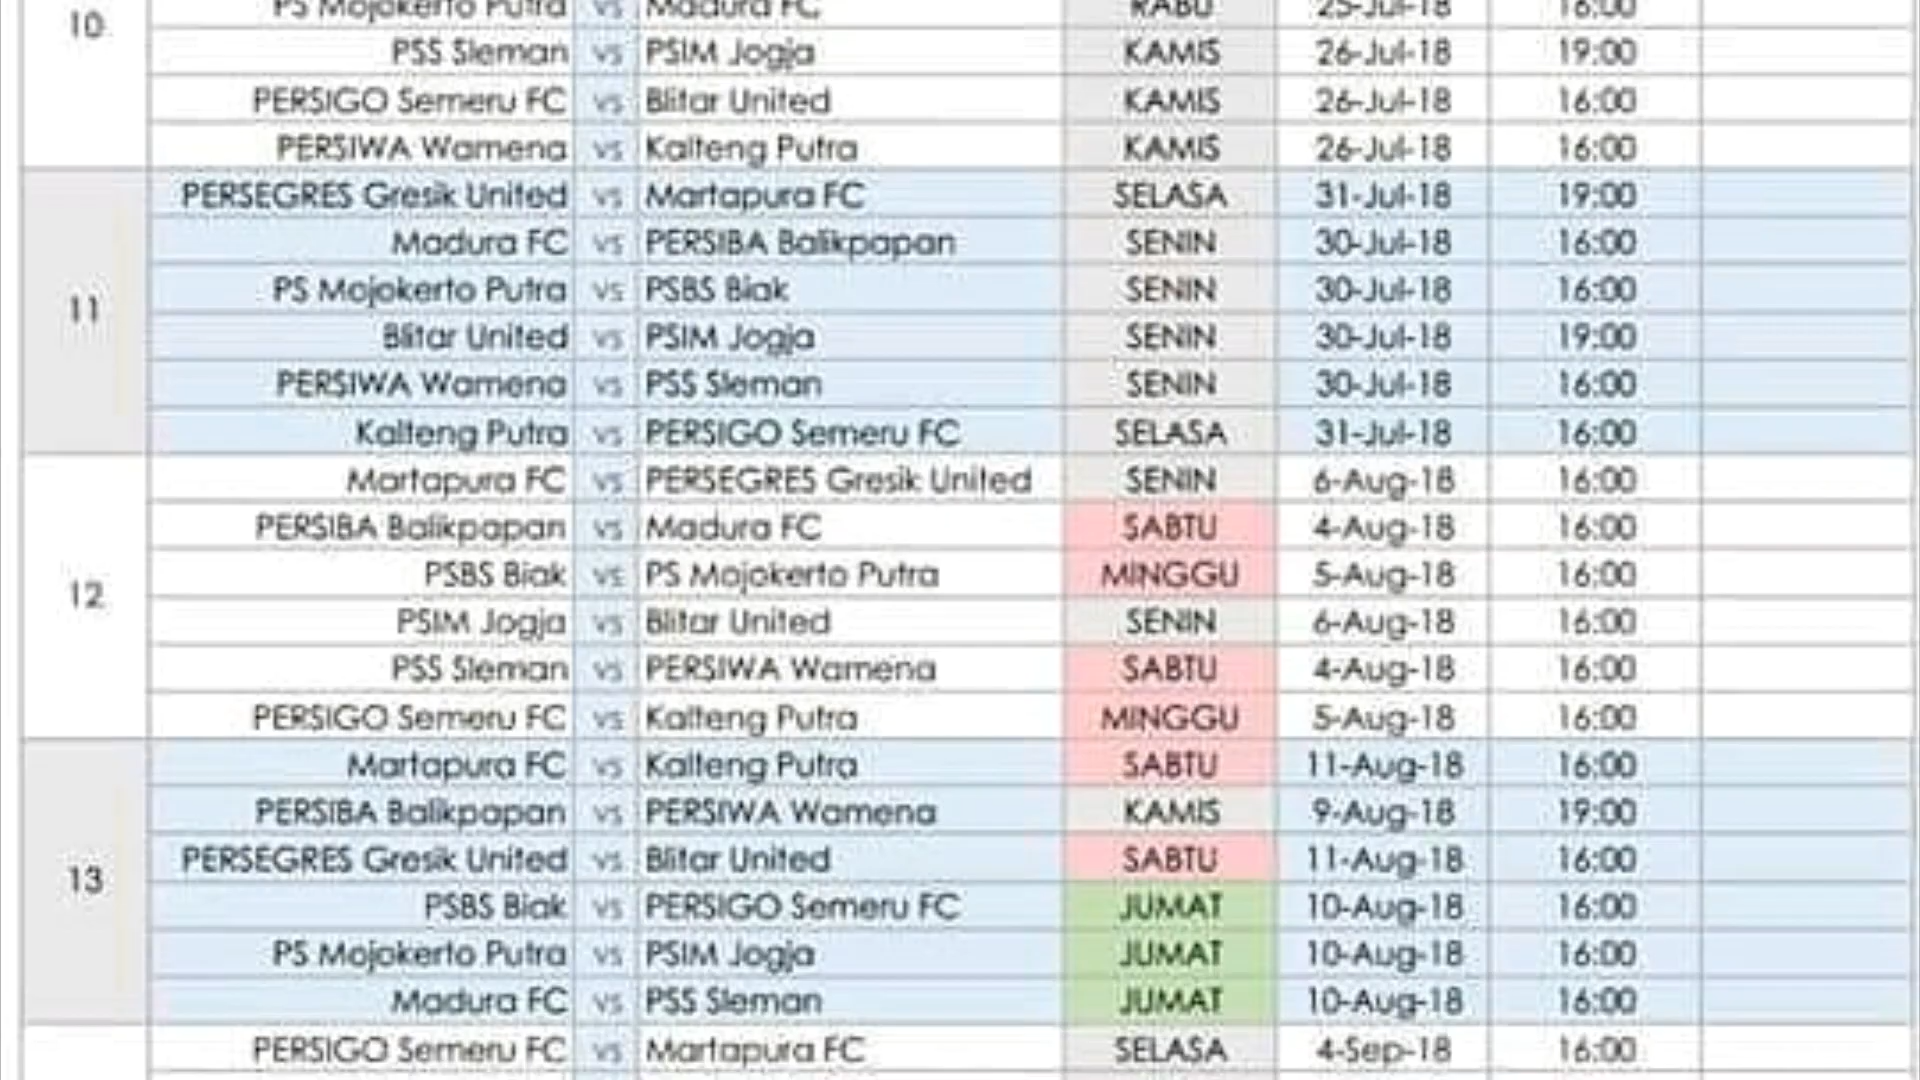 10
PS Mojokerto Putra vs Madura FC RABU 25-Jul-18 16:00
PSS Sleman vs PSIM Jogja KAMIS 26-Jul-18 19:00
PERSIGO Semeru FC vs Blitar United KAMIS 26-Jul-18 16:00
PERSIWA Wamena vs Kalteng Putra KAMIS 26-Jul-18 16:00
11
PERSEGRES Gresik United vs Martapura FC SELASA 31-Jul-18 19:00
Madura FC vs PERSIBA Balikpapan SENIN 30-Jul-18 16:00
PS Mojokerto Putra vs PSBS Biak SENIN 30-Jul-18 16:00
Blitar United vs PSIM Jogja SENIN 30-Jul-18 19:00
PERSIWA Wamena vs PSS Sleman SENIN 30-Jul-18 16:00
Kalteng Putra vs PERSIGO Semeru FC SELASA 31-Jul-18 16:00
12
Martapura FC vs PERSEGRES Gresik United SENIN 6-Aug-18 16:00
PERSIBA Balikpapan vs Madura FC SABTU 4-Aug-18 16:00
PSBS Biak vs PS Mojokerto Putra MINGGU 5-Aug-18 16:00
PSIM Jogja vs Blitar United SENIN 6-Aug-18 16:00
PSS Sleman vs PERSIWA Wamena SABTU 4-Aug-18 16:00
PERSIGO Semeru FC vs Kalteng Putra MINGGU 5-Aug-18 16:00
13
Martapura FC vs Kalteng Putra SABTU 11-Aug-18 16:00
PERSIBA Balikpapan vs PERSIWA Wamena KAMIS 9-Aug-18 19:00
PERSEGRES Gresik United vs Blitar United SABTU 11-Aug-18 16:00
PSBS Biak vs PERSIGO Semeru FC JUMAT 10-Aug-18 16:00
PS Mojokerto Putra vs PSIM Jogja JUMAT 10-Aug-18 16:00
Madura FC vs PSS Sleman JUMAT 10-Aug-18 16:00
PERSIGO Semeru FC vs Martapura FC SELASA 4-Sep-18 16:00